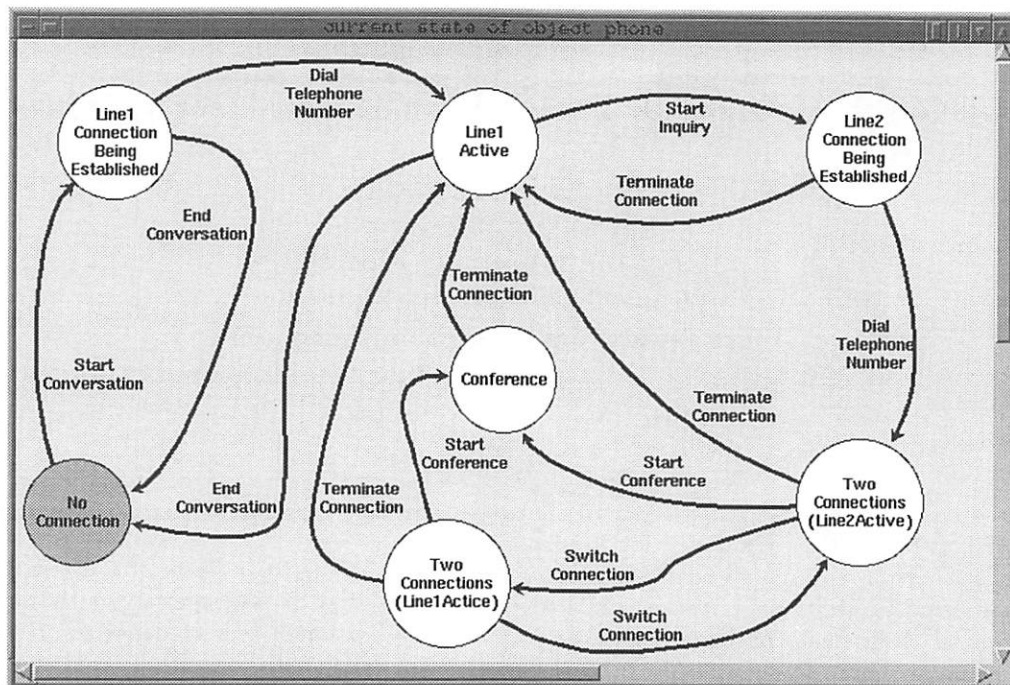 current state of object phone
Dial
Telephone
Number
Line1
Connection
Being
Established
Line1
Active
Start
Inquiry
Line2
Connection
Being
Established
Terminate
Connection
End
Conversation
Terminate
Connection
Dial
Telephone
Number
Start
Conversation
Conference
Terminate
Connection
Start
Conference
Start
Conference
No
Connection
End
Conversation
Terminate
Connection
Two
Connections
(Line2Active)
Two
Connections
(Line1Actice)
Switch
Connection
Switch
Connection